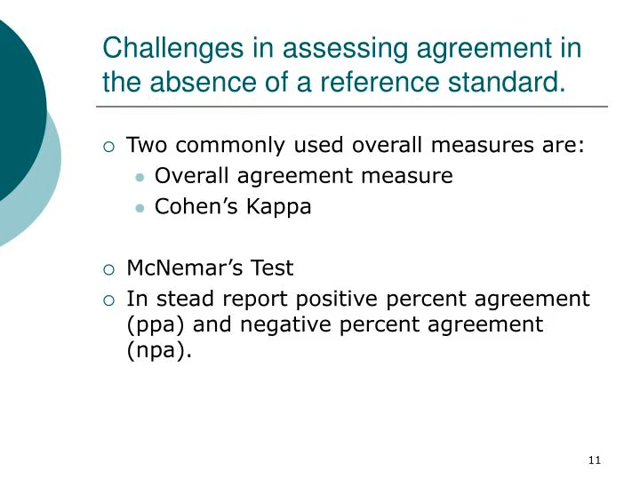 Challenges in assessing agreement in
the absence of a reference standard.
Two commonly used overall measures are:
Overall agreement measure
Cohen’s Kappa
McNemar’s Test
In stead report positive percent agreement
(ppa) and negative percent agreement
(npa).
11